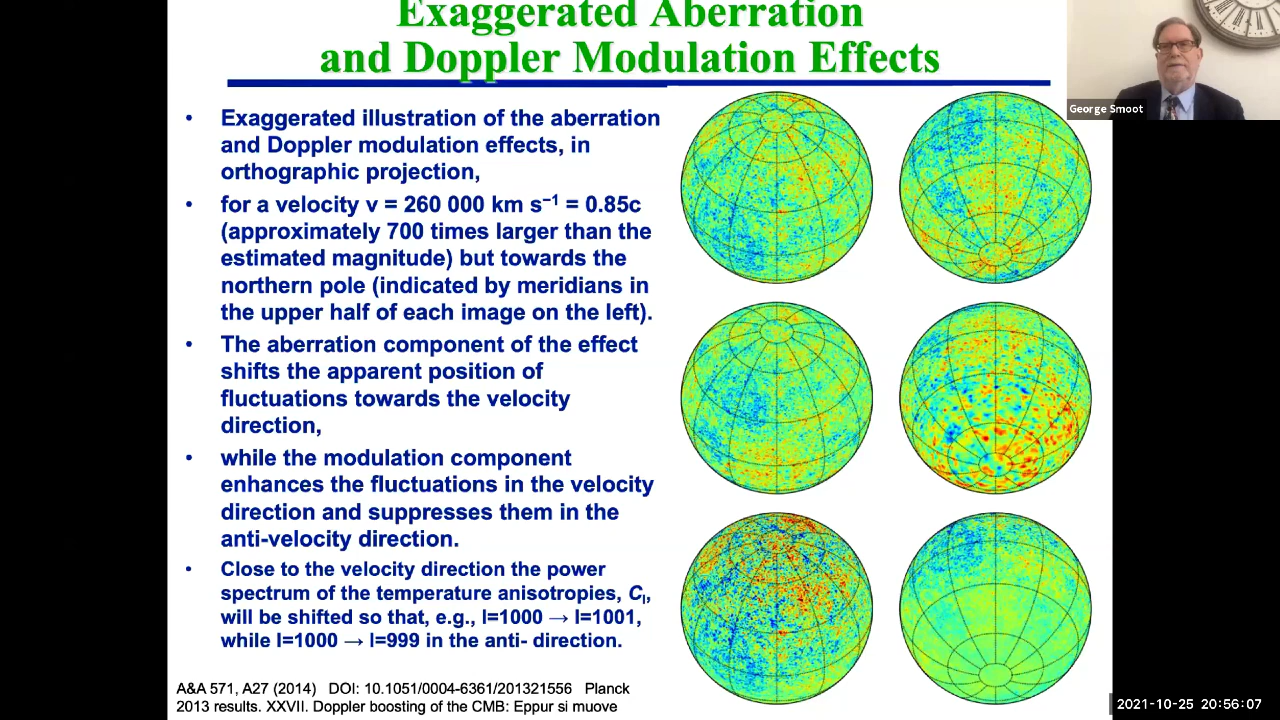 Exaggerated Aberration
and Doppler Modulation Effects
George Smoot
• Exaggerated illustration of the aberration
and Doppler modulation effects, in
orthographic projection,
• for a velocity v = 260 000 km s⁻¹ = 0.85c
(approximately 700 times larger than the
estimated magnitude) but towards the
northern pole (indicated by meridians in
the upper half of each image on the left).
• The aberration component of the effect
shifts the apparent position of
fluctuations towards the velocity
direction,
• while the modulation component
enhances the fluctuations in the velocity
direction and suppresses them in the
anti-velocity direction.
• Close to the velocity direction the power
spectrum of the temperature anisotropies, Cₗ,
will be shifted so that, e.g., l=1000 → l=1001,
while l=1000 → l=999 in the anti- direction.
A&A 571, A27 (2014) DOI: 10.1051/0004-6361/201321556 Planck
2013 results. XXVII. Doppler boosting of the CMB: Eppur si muove
2021-10-25 20:56:07